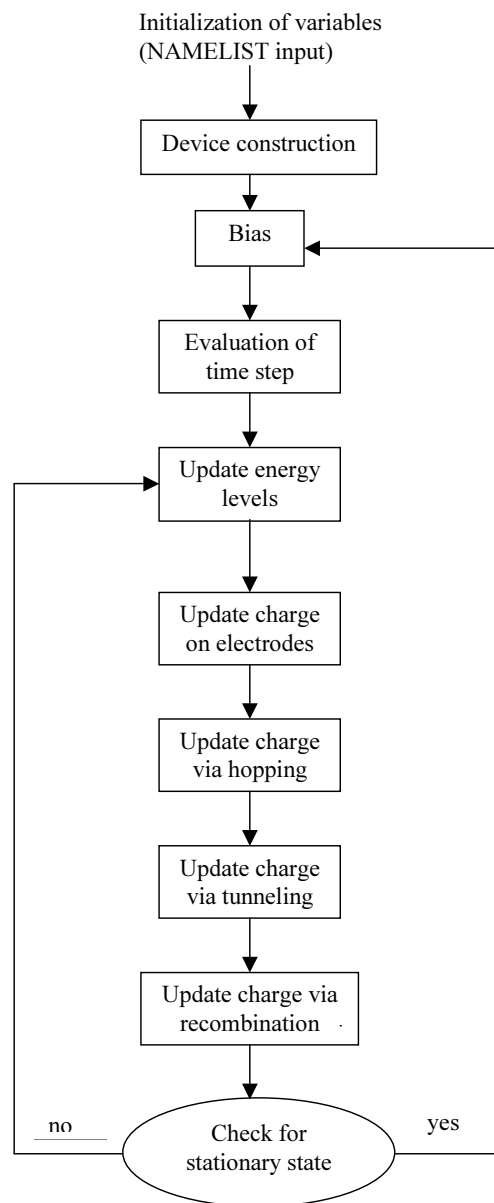 Initialization of variables
(NAMELIST input)
Device construction
Bias
Evaluation of
time step
Update energy
levels
Update charge
on electrodes
Update charge
via hopping
Update charge
via tunneling
Update charge via
recombination
no
Check for
stationary state
yes